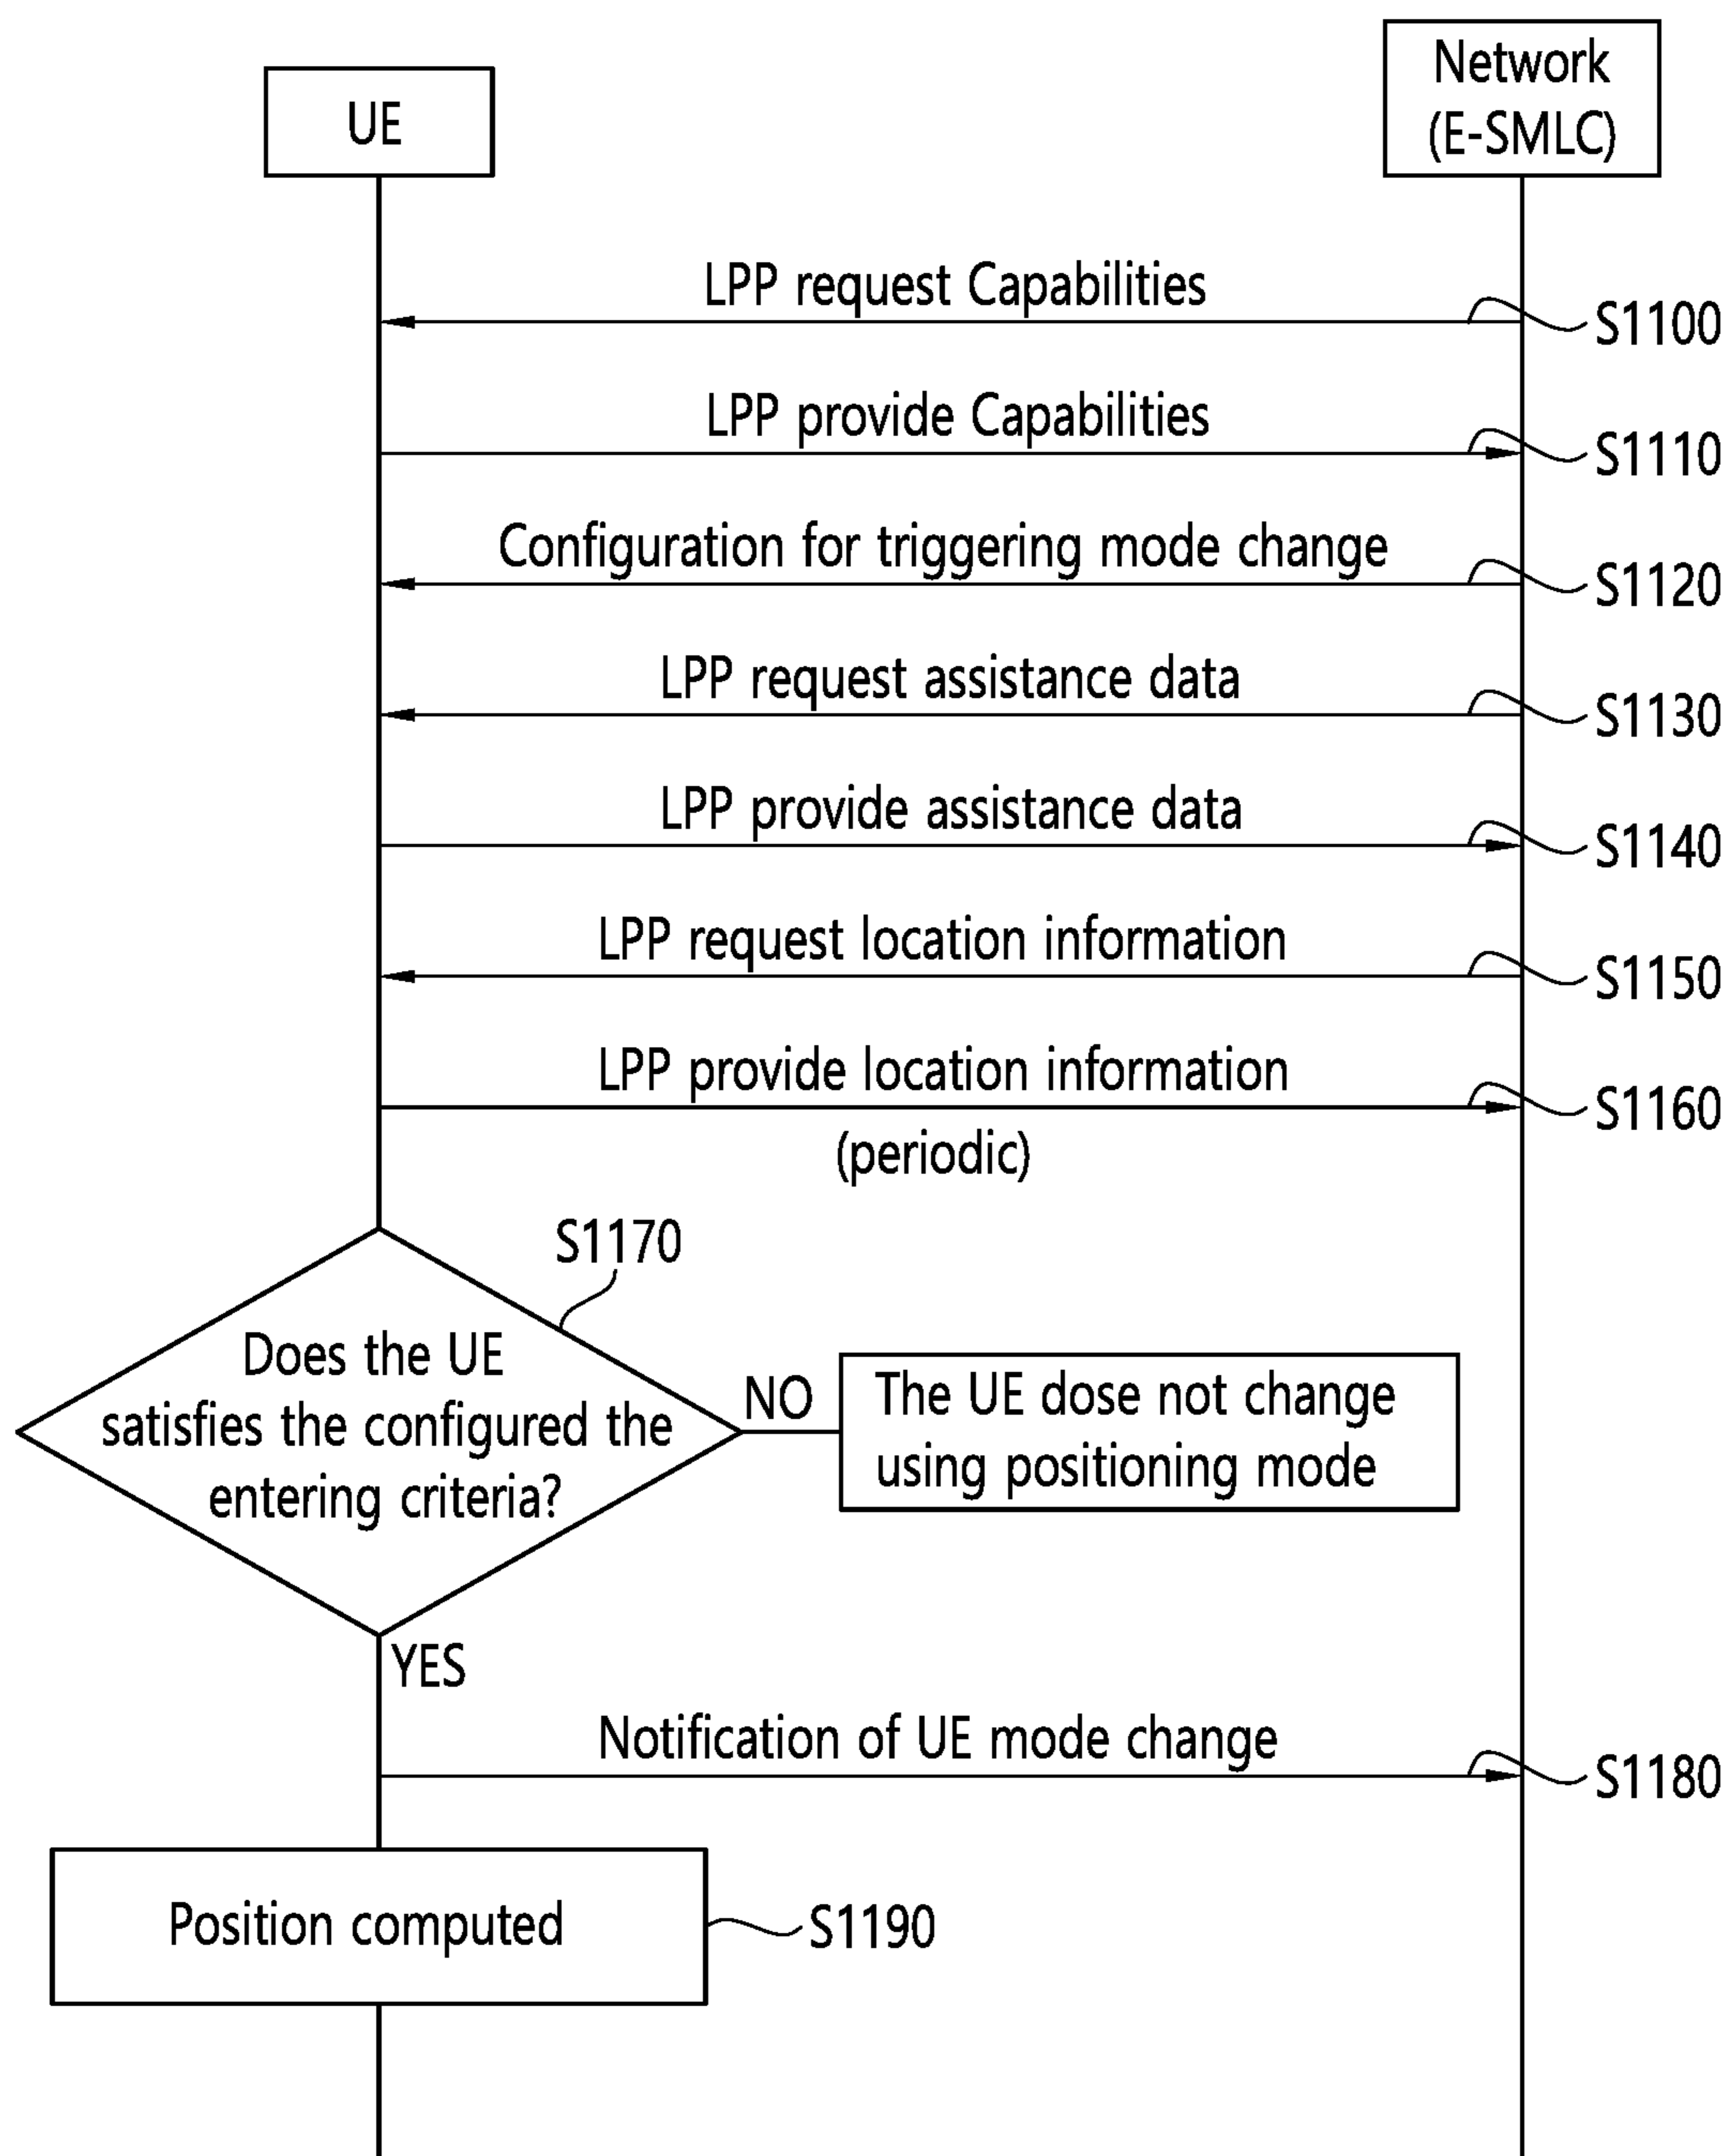 UE
Network
(E-SMLC)
LPP request Capabilities
S1100
LPP provide Capabilities
S1110
Configuration for triggering mode change
S1120
LPP request assistance data
S1130
LPP provide assistance data
S1140
LPP request location information
S1150
LPP provide location information
S1160
(periodic)
S1170
Does the UE
satisfies the configured the
entering criteria?
NO
The UE dose not change
using positioning mode
YES
Notification of UE mode change
S1180
Position computed
S1190